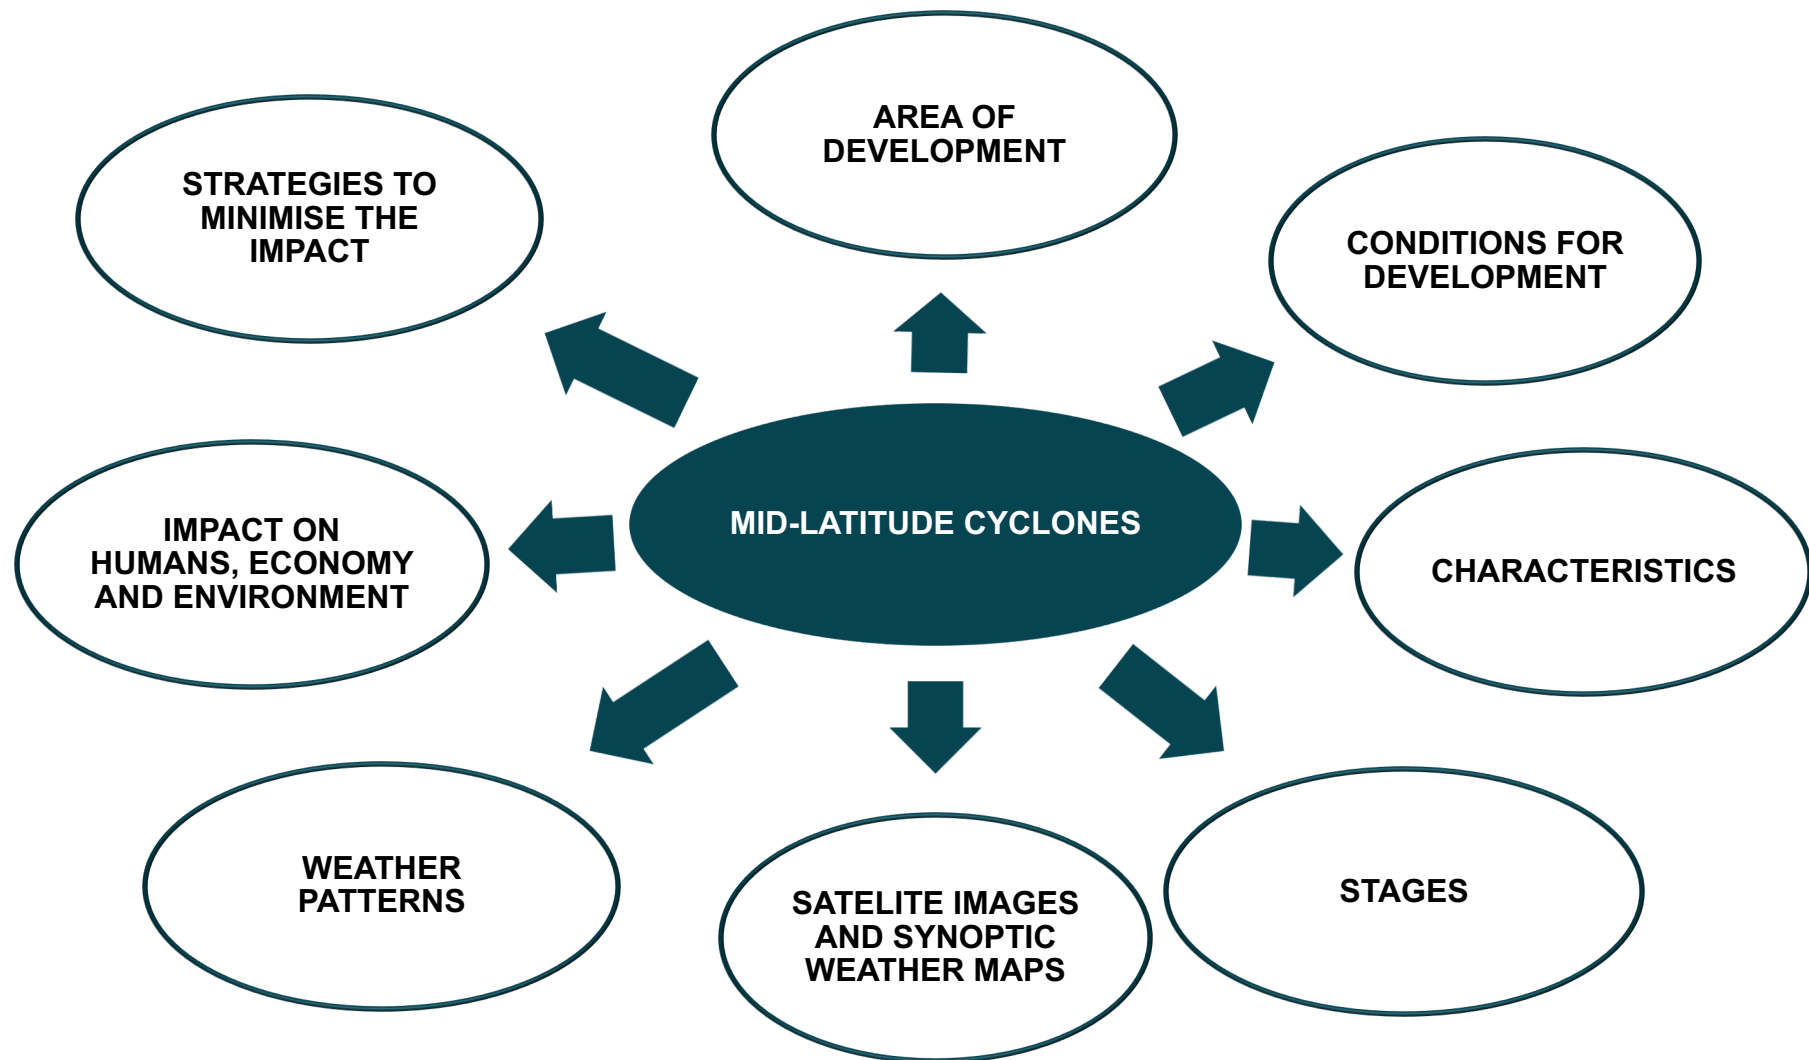 AREA OF
DEVELOPMENT
STRATEGIES TO
MINIMISE THE
IMPACT
CONDITIONS FOR
DEVELOPMENT
MID-LATITUDE CYCLONES
IMPACT ON
HUMANS, ECONOMY
AND ENVIRONMENT
CHARACTERISTICS
WEATHER
PATTERNS
SATELITE IMAGES
AND SYNOPTIC
WEATHER MAPS
STAGES